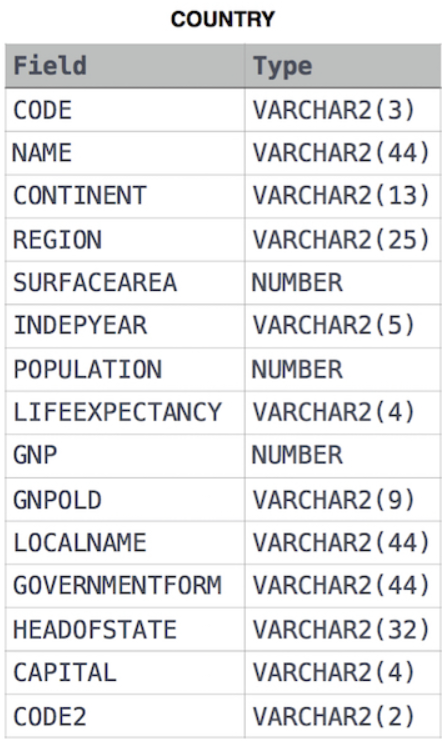 COUNTRY
Field Type
CODE VARCHAR2(3)
NAME VARCHAR2(44)
CONTINENT VARCHAR2(13)
REGION VARCHAR2(25)
SURFACEAREA NUMBER
INDEPYEAR VARCHAR2(5)
POPULATION NUMBER
LIFEEXPECTANCY VARCHAR2(4)
GNP NUMBER
GNPOLD VARCHAR2(9)
LOCALNAME VARCHAR2(44)
GOVERNMENTFORM VARCHAR2(44)
HEADOFSTATE VARCHAR2(32)
CAPITAL VARCHAR2(4)
CODE2 VARCHAR2(2)